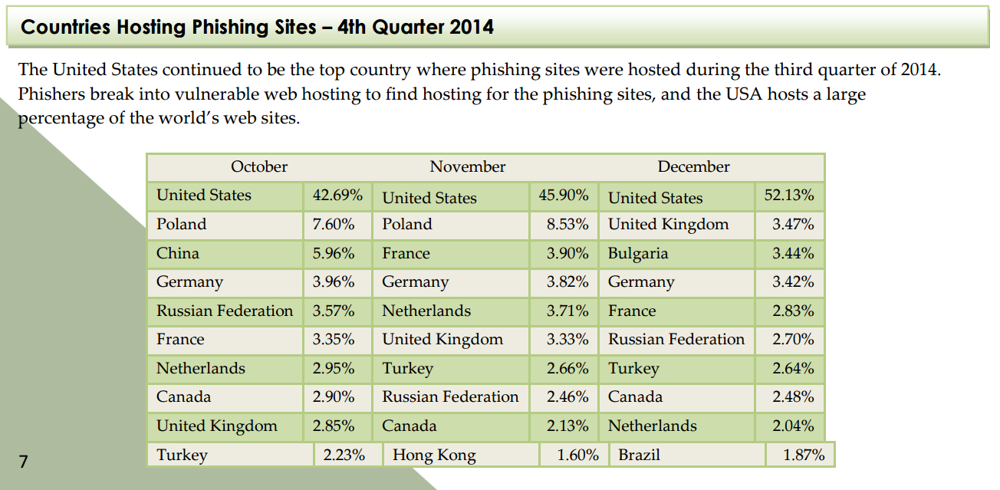 Countries Hosting Phishing Sites – 4th Quarter 2014
The United States continued to be the top country where phishing sites were hosted during the third quarter of 2014.
Phishers break into vulnerable web hosting to find hosting for the phishing sites, and the USA hosts a large
percentage of the world’s web sites.
October November December
United States 42.69% United States 45.90% United States 52.13%
Poland 7.60% Poland 8.53% United Kingdom 3.47%
China 5.96% France 3.90% Bulgaria 3.44%
Germany 3.96% Germany 3.82% Germany 3.42%
Russian Federation 3.57% Netherlands 3.71% France 2.83%
France 3.35% United Kingdom 3.33% Russian Federation 2.70%
Netherlands 2.95% Turkey 2.66% Turkey 2.64%
Canada 2.90% Russian Federation 2.46% Canada 2.48%
United Kingdom 2.85% Canada 2.13% Netherlands 2.04%
Turkey 2.23% Hong Kong 1.60% Brazil 1.87%
7